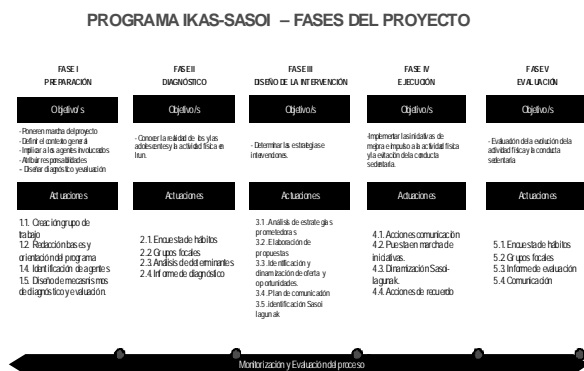 PROGRAMA IKAS-SASOI – FASES DEL PROYECTO
FASE I
PREPARACIÓN
Objetivo/s
- Poner en marcha del proyecto
- Definir el contexto general
- Implicar a los agentes involucrados
- Atribuir responsabilidades
- Diseñar diagnóstico y evaluación
Actuaciones
1.1. Creación grupo de
trabajo
1.2. Redacción bases y
orientación del programa
1.4. Identificación de agentes
1.5. Diseño de mecanismos
de diagnóstico y evaluación.
FASE II
DIAGNÓSTICO
Objetivo/s
- Conocer la realidad de los y las
adolesentes y la actividad física en
Irun.
Actuaciones
2.1. Encuesta de hábitos
2.2 Grupos focales
2.3. Análisis de determinantes
2.4. Informe de diagnóstico
FASE III
DISEÑO DE LA INTERVENCIÓN
Objetivo/s
- Determinar las estrategias e
intervenciones.
Actuaciones
3.1. Análisis de estrategias
prometedoras
3.2. Elaboración de
propuestas
3.3. Identificación y
dinamización de oferta y
oportunidades.
3.4. Plan de comunicación
3.5. Identificación Sasoi
lagunak
FASE IV
EJECUCIÓN
Objetivo/s
-Implementar las iniciativas de
mejora e impulso a la actividad física
y la evitación de la conducta
sedentaria.
Actuaciones
4.1. Acciones comunicación
4.2. Puesta en marcha de
iniciativas.
4.3. Dinamización Sasoi-
lagunak.
4.4. Acciones de recuerdo
FASE V
EVALUACIÓN
Objetivo/s
- Evaluación de la evolución de la
actividad física y la conducta
sedentaria.
Actuaciones
5.1. Encuesta de hábitos
5.2 Grupos focales
5.3 Informe de evaluación
5.4 Comunicación
Monitorización y Evaluación del proceso